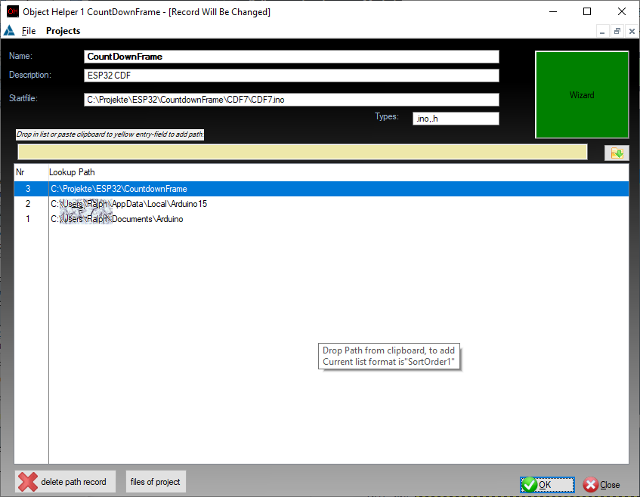 Object Helper 1 CountDownFrame - [Record Will Be Changed]
File Projects
Name: CountDownFrame
Description: ESP32 CDF
Startfile: C:\Projekte\ESP32\CountdownFrame\CDF7\CDF7.ino
Types: .ino,.h
Wizard
Drop in list or paste clipboard to yellow entry-field to add path
Nr Lookup Path
3 C:\Projekte\ESP32\CountdownFrame
2 C:\Users\Ralph\AppData\Local\Arduino15
1 C:\Users\Ralph\Documents\Arduino
Drop Path from clipboard, to add
Current list format is"SortOrder1"
delete path record
files of project
OK
Close